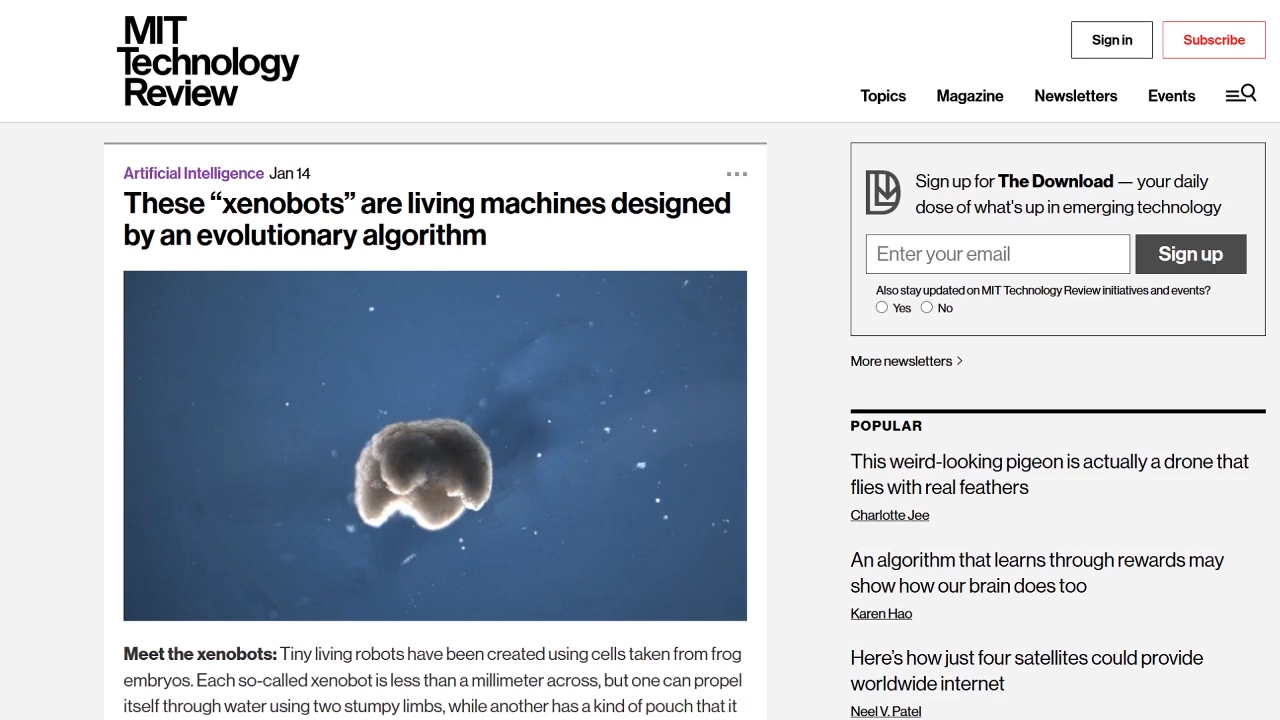 MIT
Technology
Review
Sign in
Subscribe
Topics
Magazine
Newsletters
Events
Artificial Intelligence Jan 14
These “xenobots” are living machines designed
by an evolutionary algorithm
Meet the xenobots: Tiny living robots have been created using cells taken from frog
embryos. Each so-called xenobot is less than a millimeter across, but one can propel
itself through water using two stumpy limbs, while another has a kind of pouch that it
Sign up for The Download — your daily
dose of what's up in emerging technology
Enter your email
Sign up
Also stay updated on MIT Technology Review initiatives and events?
Yes No
More newsletters
POPULAR
This weird-looking pigeon is actually a drone that
flies with real feathers
Charlotte Jee
An algorithm that learns through rewards may
show how our brain does too
Karen Hao
Here’s how just four satellites could provide
worldwide internet
Neel V. Patel